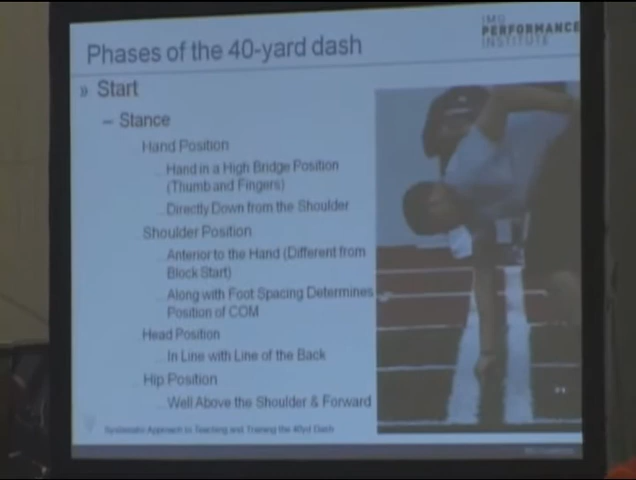 IMG
PERFORMANCE
INSTITUTE
Phases of the 40-yard dash
» Start
– Stance
Hand Position
Hand in a High Bridge Position
(Thumb and Fingers)
Directly Down from the Shoulder
Shoulder Position
Anterior to the Hand (Different from
Block Start)
Along with Foot Spacing Determines
Position of COM
Head Position
In Line with Line of the Back
Hip Position
Well Above the Shoulder & Forward
Systematic Approach to Teaching and Training the 40yd Dash